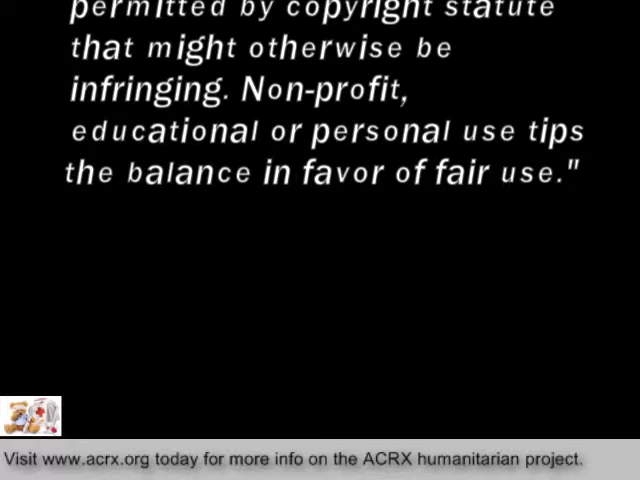 permitted by copyright statute
that might otherwise be
infringing. Non-profit,
educational or personal use tips
the balance in favor of fair use."
Visit www.acrx.org today for more info on the ACRX humanitarian project.